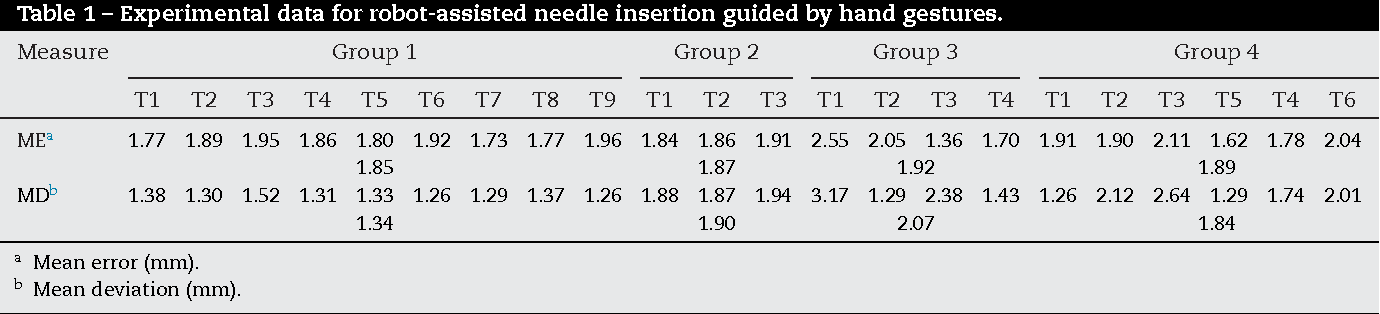 Table 1 – Experimental data for robot-assisted needle insertion guided by hand gestures.
Measure Group 1 Group 2 Group 3 Group 4
T1 T2 T3 T4 T5 T6 T7 T8 T9 T1 T2 T3 T1 T2 T3 T4 T1 T2 T3 T5 T4 T6
MEa 1.77 1.89 1.95 1.86 1.80 1.92 1.73 1.77 1.96 1.84 1.86 1.91 2.55 2.05 1.36 1.70 1.91 1.90 2.11 1.62 1.78 2.04
1.85 1.87 1.92 1.89
MDb 1.38 1.30 1.52 1.31 1.33 1.26 1.29 1.37 1.26 1.88 1.87 1.94 3.17 1.29 2.38 1.43 1.26 2.12 2.64 1.29 1.74 2.01
1.34 1.90 2.07 1.84
a Mean error (mm).
b Mean deviation (mm).